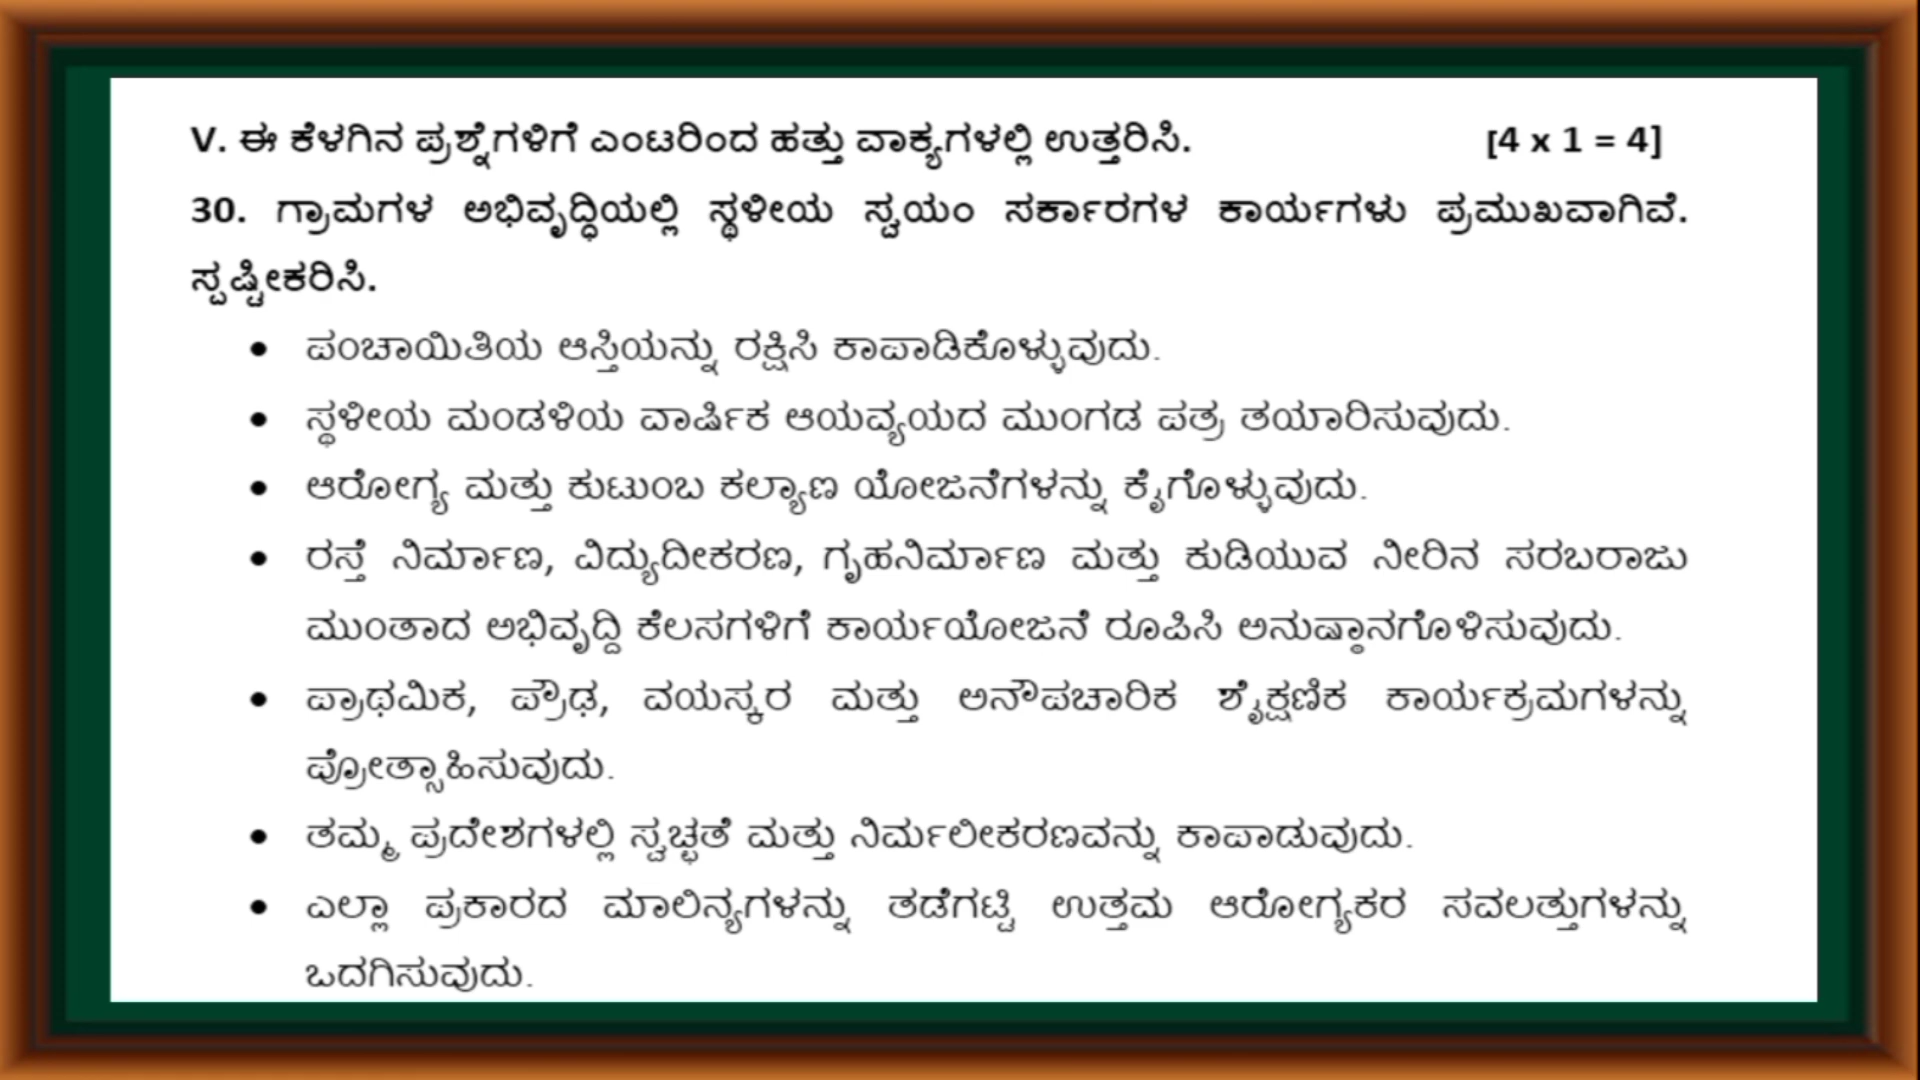 V. ಈ ಕೆಳಗಿನ ಪ್ರಶ್ನೆಗಳಿಗೆ ಎಂಟರಿಂದ ಹತ್ತು ವಾಕ್ಯಗಳಲ್ಲಿ ಉತ್ತರಿಸಿ. [4 x 1 = 4]
30. ಗ್ರಾಮಗಳ ಅಭಿವೃದ್ಧಿಯಲ್ಲಿ ಸ್ಥಳೀಯ ಸ್ವಯಂ ಸರ್ಕಾರಗಳ ಕಾರ್ಯಗಳು ಪ್ರಮುಖವಾಗಿವೆ.
ಸ್ಪಷ್ಟೀಕರಿಸಿ.
• ಪಂಚಾಯಿತಿಯ ಆಸ್ತಿಯನ್ನು ರಕ್ಷಿಸಿ ಕಾಪಾಡಿಕೊಳ್ಳುವುದು.
• ಸ್ಥಳೀಯ ಮಂಡಳಿಯ ವಾರ್ಷಿಕ ಆಯವ್ಯಯದ ಮುಂಗಡ ಪತ್ರ ತಯಾರಿಸುವುದು.
• ಆರೋಗ್ಯ ಮತ್ತು ಕುಟುಂಬ ಕಲ್ಯಾಣ ಯೋಜನೆಗಳನ್ನು ಕೈಗೊಳ್ಳುವುದು.
• ರಸ್ತೆ ನಿರ್ಮಾಣ, ವಿದ್ಯುದೀಕರಣ, ಗೃಹನಿರ್ಮಾಣ ಮತ್ತು ಕುಡಿಯುವ ನೀರಿನ ಸರಬರಾಜು
ಮುಂತಾದ ಅಭಿವೃದ್ಧಿ ಕೆಲಸಗಳಿಗೆ ಕಾರ್ಯಯೋಜನೆ ರೂಪಿಸಿ ಅನುಷ್ಠಾನಗೊಳಿಸುವುದು.
• ಪ್ರಾಥಮಿಕ, ಪ್ರೌಢ, ವಯಸ್ಕರ ಮತ್ತು ಅನೌಪಚಾರಿಕ ಶೈಕ್ಷಣಿಕ ಕಾರ್ಯಕ್ರಮಗಳನ್ನು
ಪ್ರೋತ್ಸಾಹಿಸುವುದು.
• ತಮ್ಮ ಪ್ರದೇಶಗಳಲ್ಲಿ ಸ್ವಚ್ಛತೆ ಮತ್ತು ನಿರ್ಮಲೀಕರಣವನ್ನು ಕಾಪಾಡುವುದು.
• ಎಲ್ಲಾ ಪ್ರಕಾರದ ಮಾಲಿನ್ಯಗಳನ್ನು ತಡೆಗಟ್ಟಿ ಉತ್ತಮ ಆರೋಗ್ಯಕರ ಸವಲತ್ತುಗಳನ್ನು
ಒದಗಿಸುವುದು.